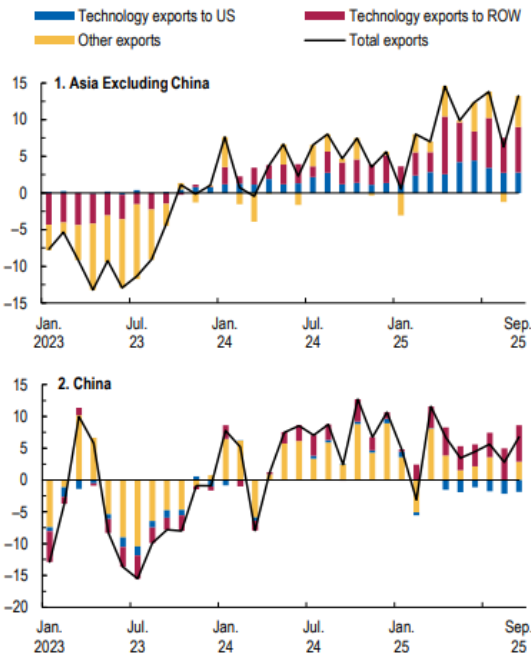 Technology exports to US
Technology exports to ROW
Other exports
Total exports
1. Asia Excluding China
15
10
5
0
–5
–10
–15
Jan. 2023
Jul. 23
Jan. 24
Jul. 24
Jan. 25
Sep. 25
2. China
15
10
5
0
–5
–10
–15
–20
Jan. 2023
Jul. 23
Jan. 24
Jul. 24
Jan. 25
Sep. 25